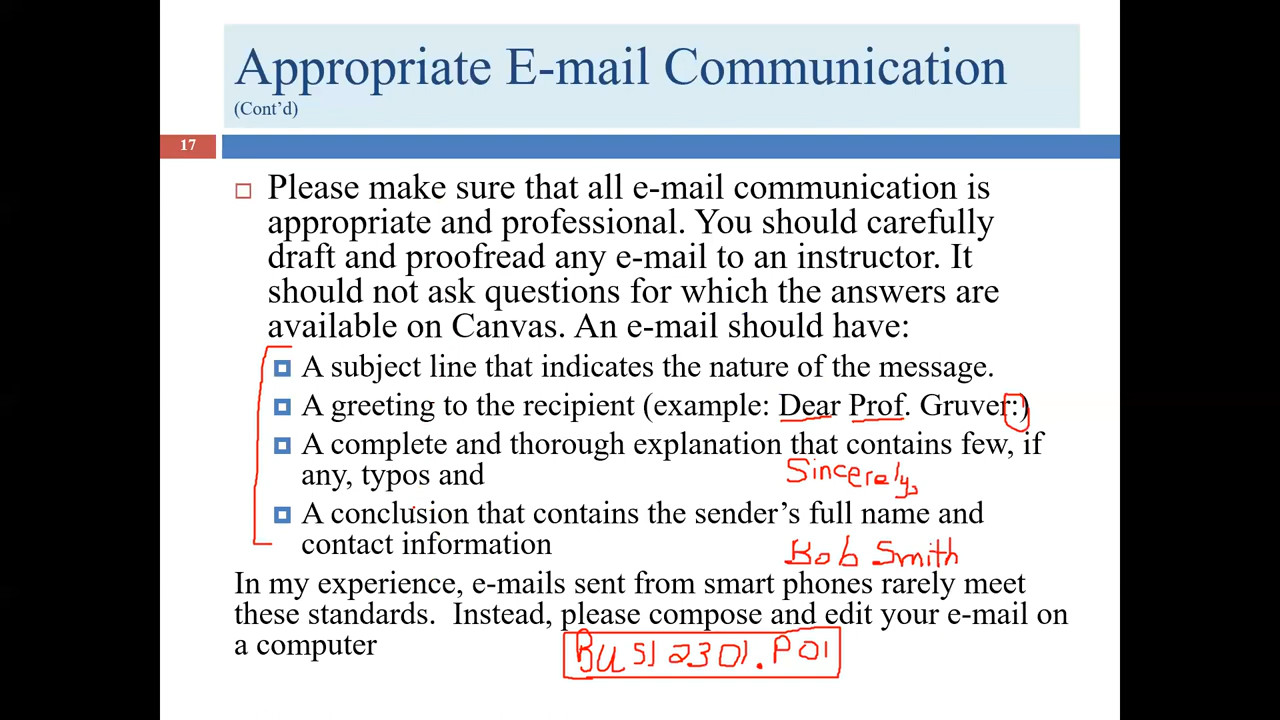 Appropriate E-mail Communication
(Cont’d)
17
Please make sure that all e-mail communication is
appropriate and professional. You should carefully
draft and proofread any e-mail to an instructor. It
should not ask questions for which the answers are
available on Canvas. An e-mail should have:
A subject line that indicates the nature of the message.
A greeting to the recipient (example: Dear Prof. Gruver:)
A complete and thorough explanation that contains few, if
any, typos and
Sincerely,
A conclusion that contains the sender’s full name and
contact information
Bob Smith
In my experience, e-mails sent from smart phones rarely meet
these standards.  Instead, please compose and edit your e-mail on
a computer
BUSI 2301.P01